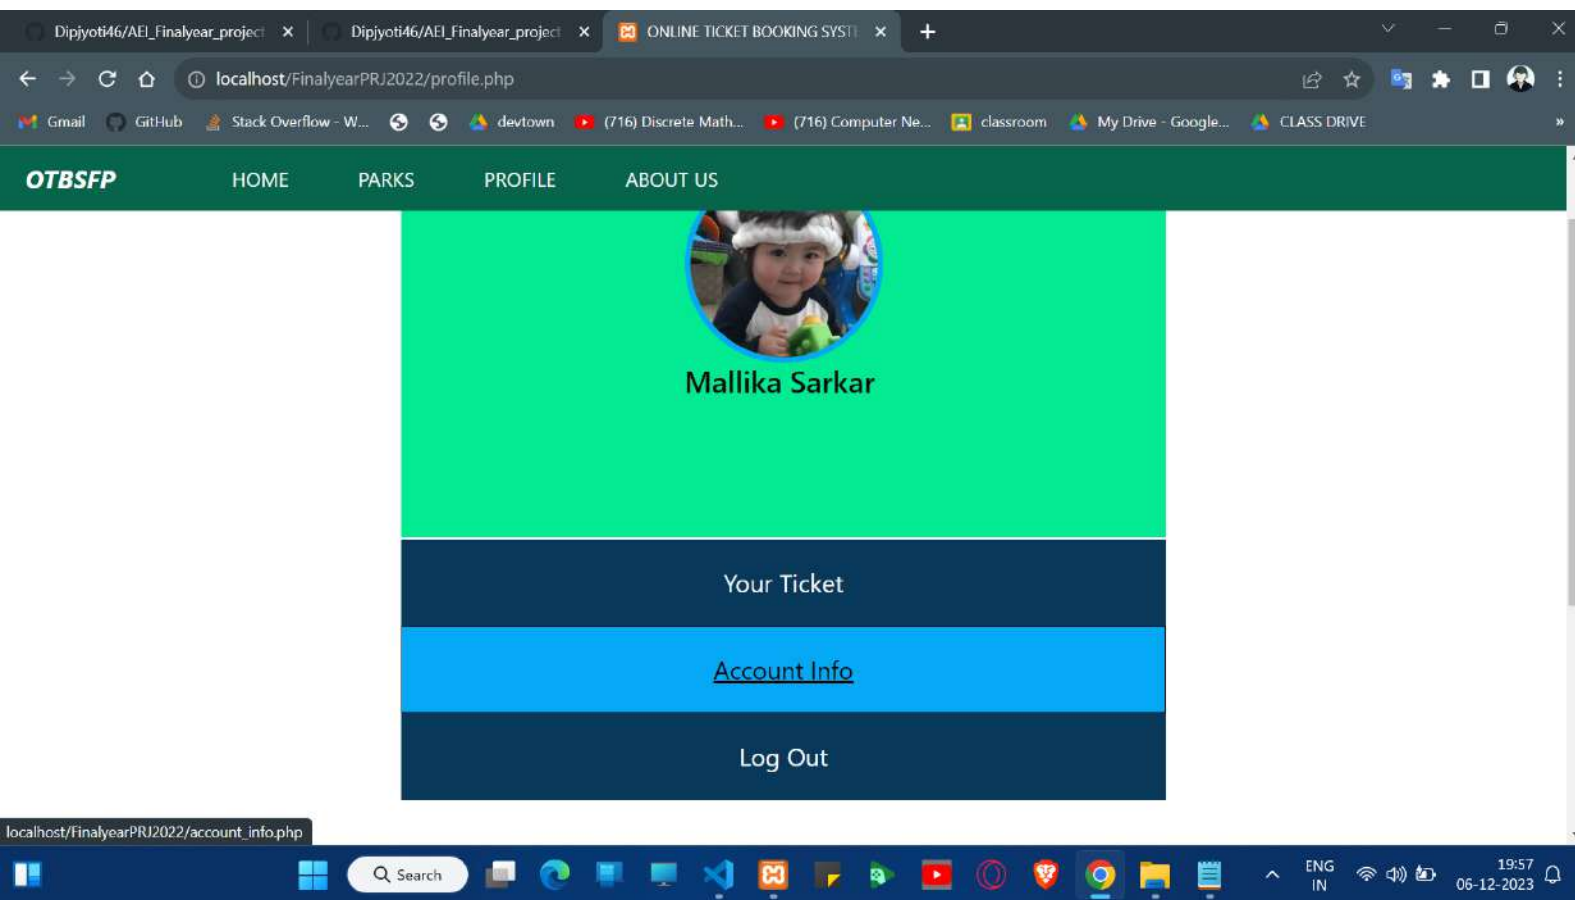 Dipjyoti46/AEI_Finalyear_project
Dipjyoti46/AEI_Finalyear_project
ONLINE TICKET BOOKING SYST
localhost/FinalyearPRJ2022/profile.php
Gmail
GitHub
Stack Overflow - W...
devtown
(716) Discrete Math...
(716) Computer Ne...
classroom
My Drive - Google...
CLASS DRIVE
»
OTBSFP
HOME
PARKS
PROFILE
ABOUT US
Mallika Sarkar
Your Ticket
Account Info
Log Out
localhost/FinalyearPRJ2022/account_info.php
Search
ENG
IN
19:57
06-12-2023